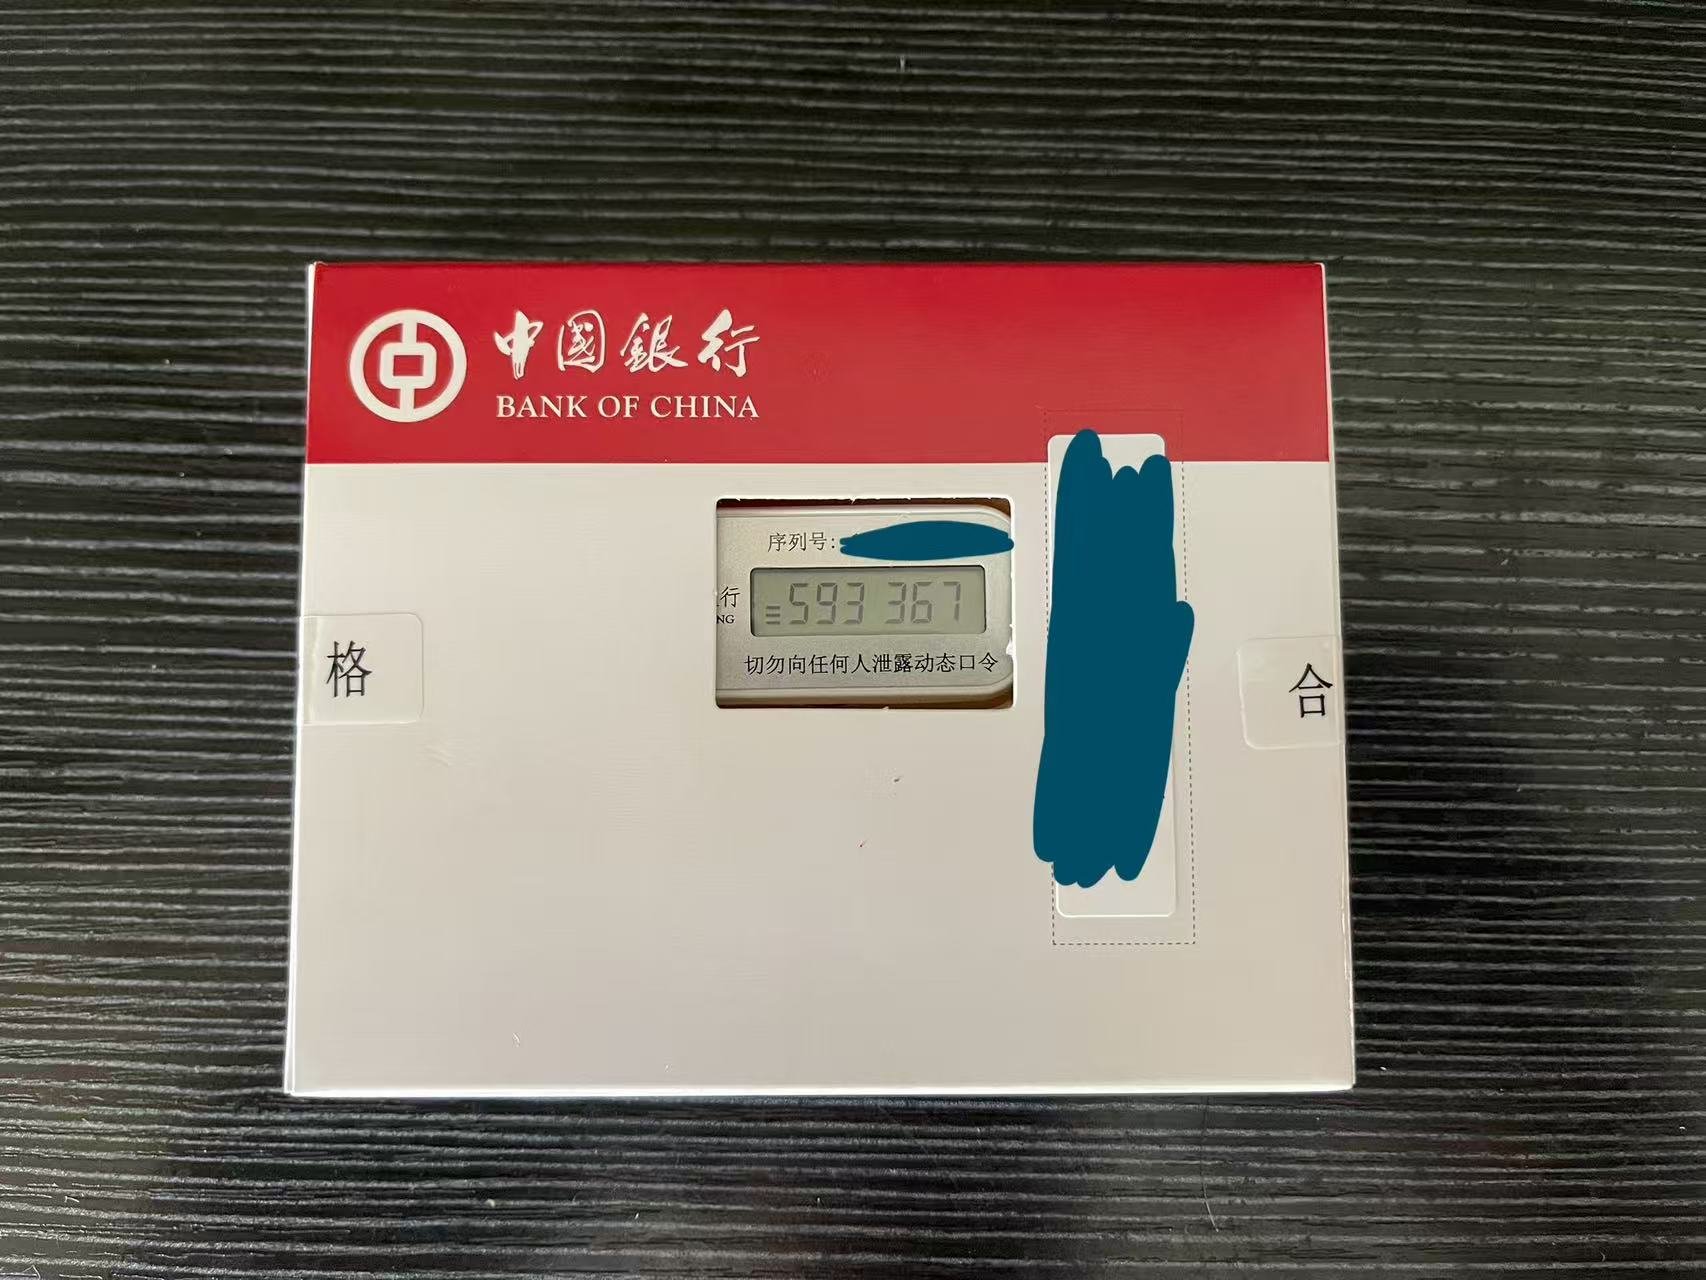 中国銀行
BANK OF CHINA
序列号:
593 367
行
NG
切勿向任何人泄露动态口令
格
合